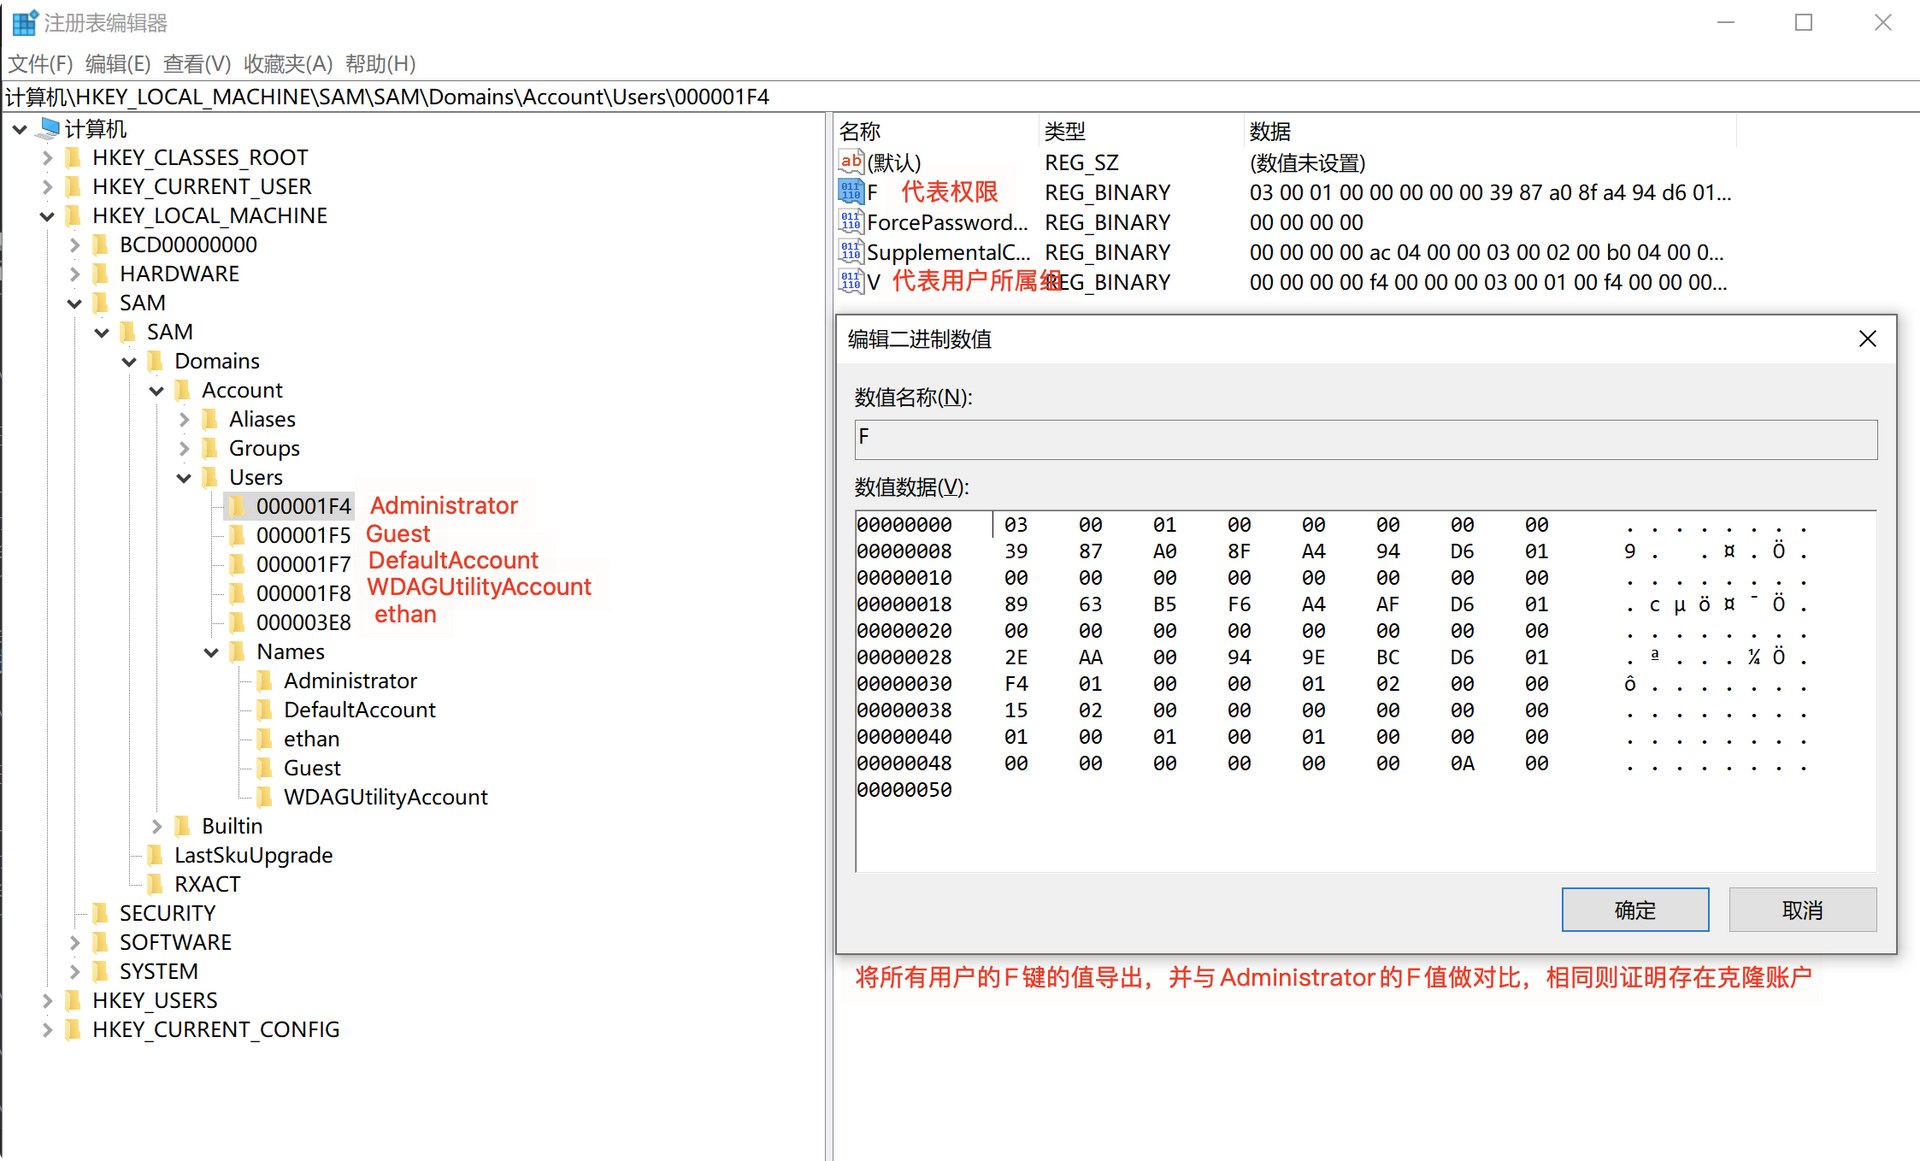 注册表编辑器
文件(F) 编辑(E) 查看(V) 收藏夹(A) 帮助(H)
计算机\HKEY_LOCAL_MACHINE\SAM\SAM\Domains\Account\Users\000001F4
计算机
HKEY_CLASSES_ROOT
HKEY_CURRENT_USER
HKEY_LOCAL_MACHINE
BCD00000000
HARDWARE
SAM
SAM
Domains
Account
Aliases
Groups
Users
000001F4 Administrator
000001F5 Guest
000001F7 DefaultAccount
000001F8 WDAGUtilityAccount
000003E8 ethan
Names
Administrator
DefaultAccount
ethan
Guest
WDAGUtilityAccount
Builtin
LastSkuUpgrade
RXACT
SECURITY
SOFTWARE
SYSTEM
HKEY_USERS
HKEY_CURRENT_CONFIG
名称 类型 数据
(默认) REG_SZ (数值未设置)
F 代表权限 REG_BINARY 03 00 01 00 00 00 00 00 39 87 a0 8f a4 94 d6 01...
ForcePassword... REG_BINARY 00 00 00 00
SupplementalC... REG_BINARY 00 00 00 00 ac 04 00 00 03 00 02 00 b0 04 00 0...
V 代表用户所属组 REG_BINARY 00 00 00 00 f4 00 00 00 03 00 01 00 f4 00 00 00...
编辑二进制数值
数值名称(N):
F
数值数据(V):
00000000 03 00 01 00 00 00 00 00 . . . . . . . .
00000008 39 87 A0 8F A4 94 D6 01 9 .   . ¤ . Ö .
00000010 00 00 00 00 00 00 00 00 . . . . . . . .
00000018 89 63 B5 F6 A4 AF D6 01 . c µ ö ¤ ¯ Ö .
00000020 00 00 00 00 00 00 00 00 . . . . . . . .
00000028 2E AA 00 94 9E BC D6 01 . ª . . . ¼ Ö .
00000030 F4 01 00 00 01 02 00 00 ô . . . . . . .
00000038 15 02 00 00 00 00 00 00 . . . . . . . .
00000040 01 00 01 00 01 00 00 00 . . . . . . . .
00000048 00 00 00 00 00 00 0A 00 . . . . . . . .
00000050
确定 取消
将所有用户的F键的值导出，并与Administrator的F值做对比，相同则证明存在克隆账户